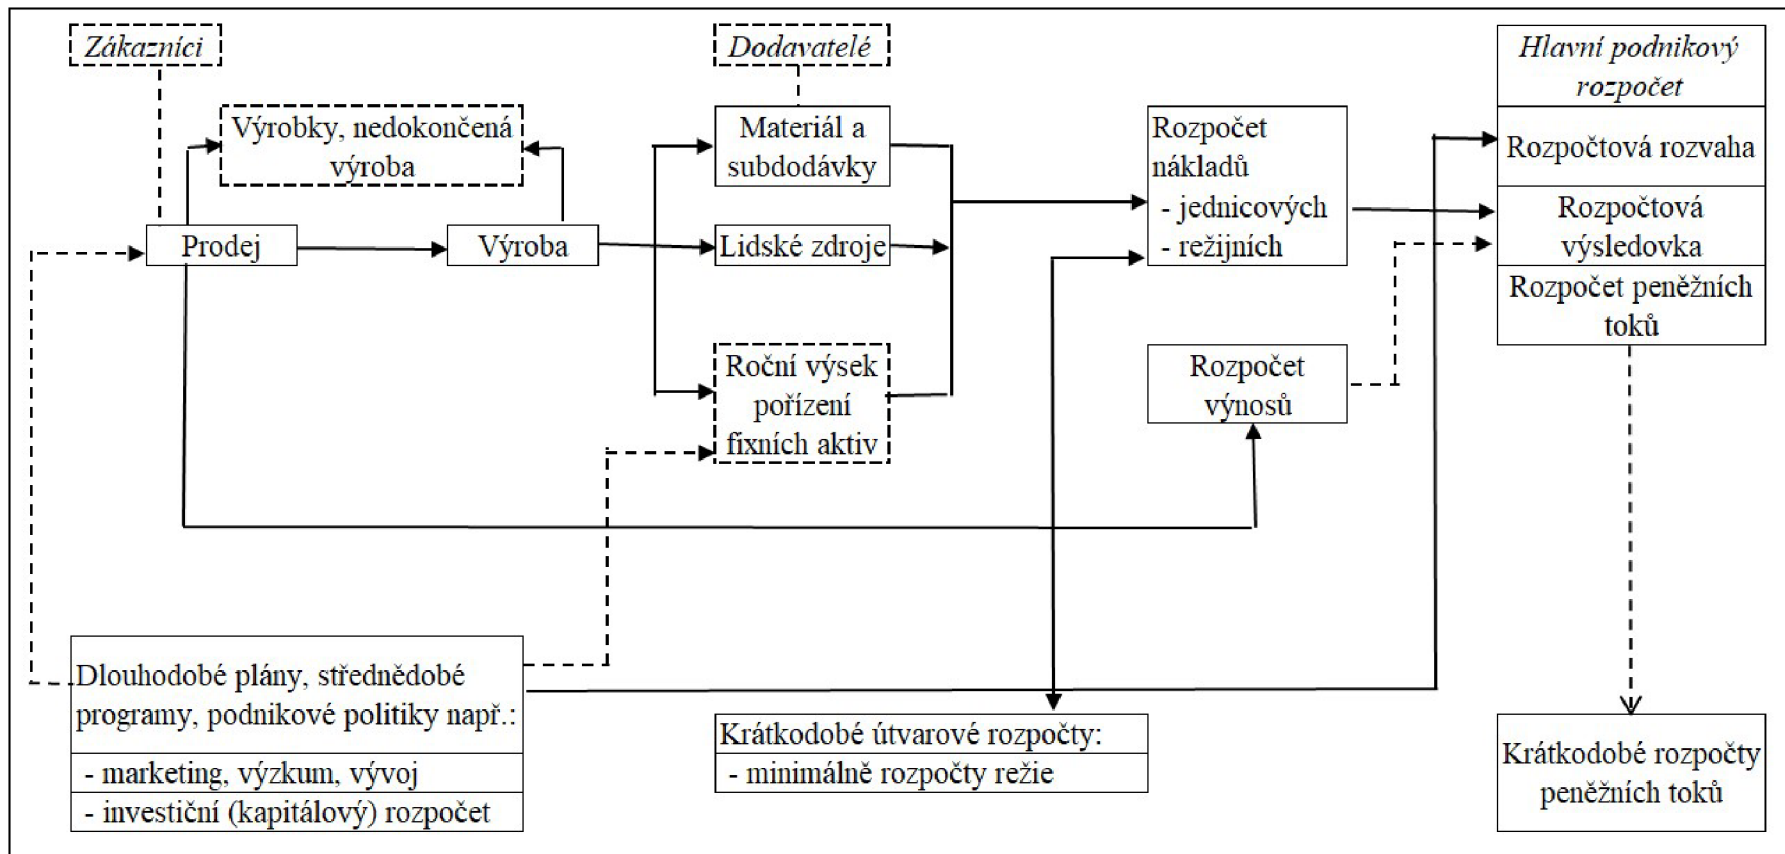 Zákazníci
Dodavatelé
Hlavní podnikový
rozpočet
Výrobky, nedokončená
výroba
Materiál a
subdodávky
Rozpočet
nákladů
- jednicových
- režijních
Rozpočtová rozvaha
Rozpočtová
výsledovka
Rozpočet peněžních
toků
Prodej
Výroba
Lidské zdroje
Roční výsek
pořízení
fixních aktiv
Rozpočet
výnosů
Dlouhodobé plány, střednědobé
programy, podnikové politiky např.:
- marketing, výzkum, vývoj
- investiční (kapitálový) rozpočet
Krátkodobé útvarové rozpočty:
- minimálně rozpočty režie
Krátkodobé rozpočty
peněžních toků